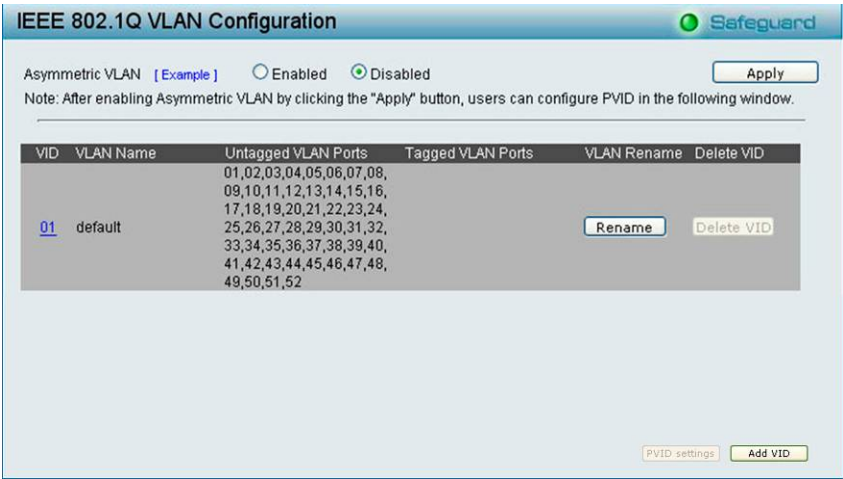 IEEE 802.1Q VLAN Configuration Safeguard
Asymmetric VLAN [ Example ] Enabled Disabled Apply
Note: After enabling Asymmetric VLAN by clicking the "Apply" button, users can configure PVID in the following window.
VID VLAN Name Untagged VLAN Ports Tagged VLAN Ports VLAN Rename Delete VID
01,02,03,04,05,06,07,08,
09,10,11,12,13,14,15,16,
17,18,19,20,21,22,23,24,
01 default 25,26,27,28,29,30,31,32, Rename Delete VID
33,34,35,36,37,38,39,40,
41,42,43,44,45,46,47,48,
49,50,51,52
PVID settings Add VID